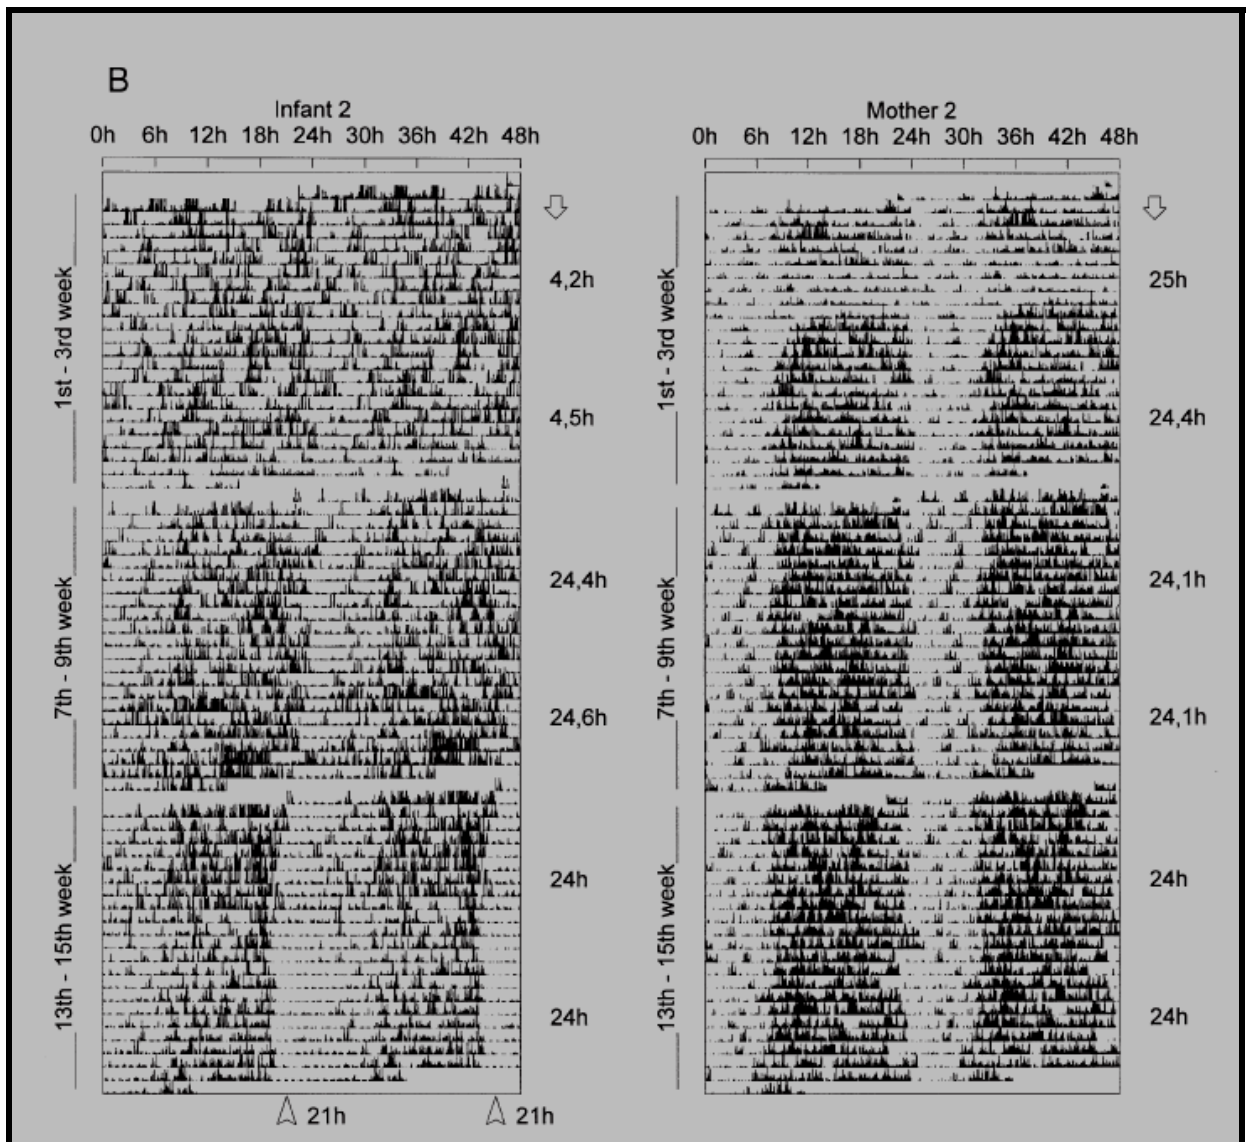 B
Infant 2
0h 6h 12h 18h 24h 30h 36h 42h 48h
1st - 3rd week
4,2h
4,5h
7th - 9th week
24,4h
24,6h
13th - 15th week
24h
24h
21h
21h
Mother 2
0h 6h 12h 18h 24h 30h 36h 42h 48h
1st - 3rd week
25h
24,4h
7th - 9th week
24,1h
24,1h
13th - 15th week
24h
24h